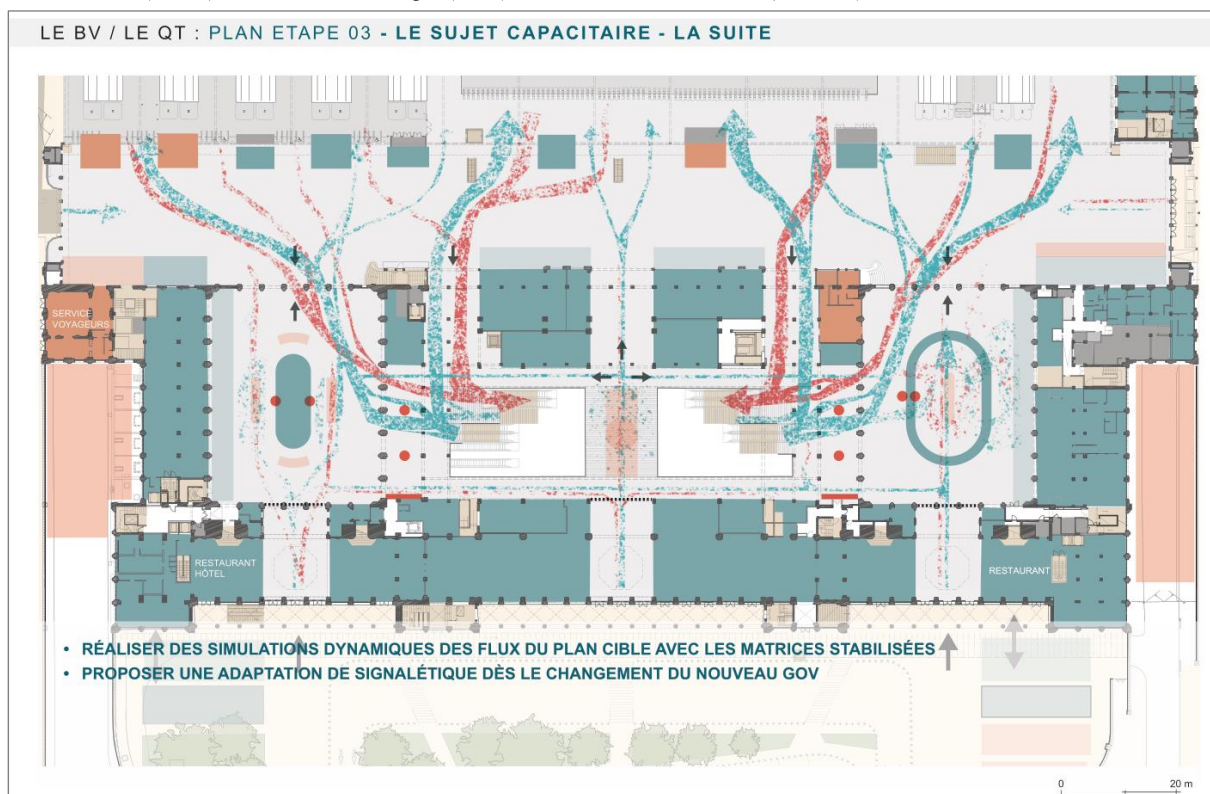 LE BV / LE QT : PLAN ETAPE 03 - LE SUJET CAPACITAIRE - LA SUITE
SERVICE
VOYAGEURS
RESTAURANT
HÔTEL
RESTAURANT
• RÉALISER DES SIMULATIONS DYNAMIQUES DES FLUX DU PLAN CIBLE AVEC LES MATRICES STABILISÉES
• PROPOSER UNE ADAPTATION DE SIGNALÉTIQUE DÈS LE CHANGEMENT DU NOUVEAU GOV
0 20 m